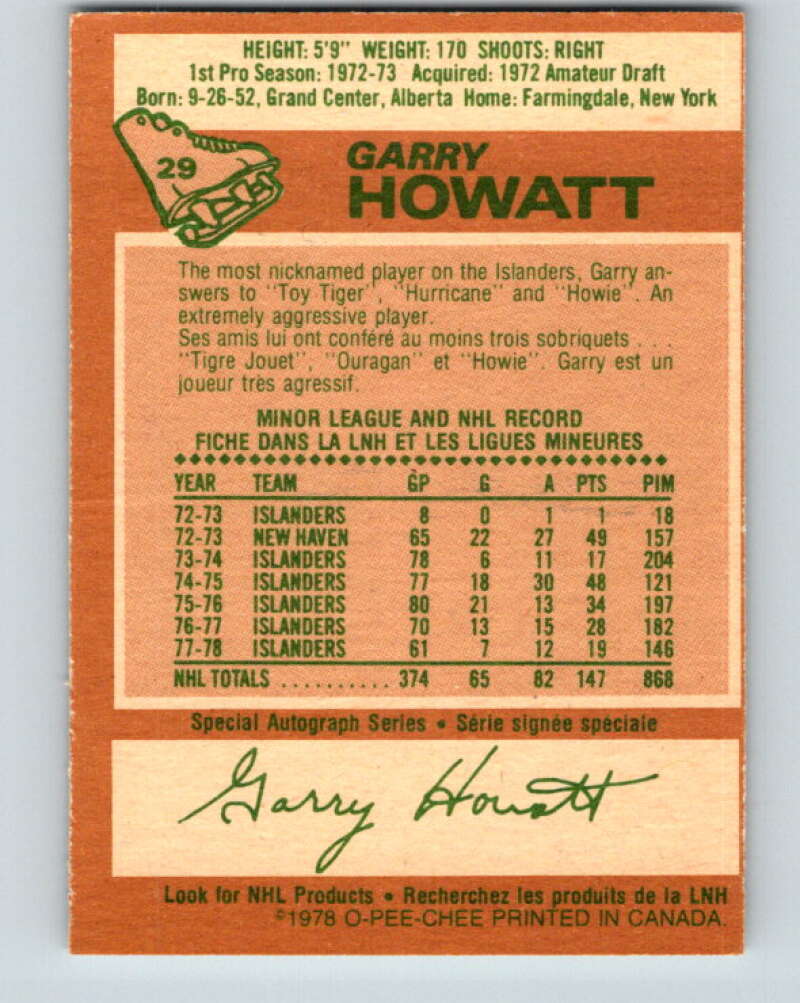 HEIGHT: 5'9" WEIGHT: 170 SHOOTS: RIGHT
1st Pro Season: 1972-73 Acquired: 1972 Amateur Draft
Born: 9-26-52, Grand Center, Alberta Home: Farmingdale, New York
29
GARRY
HOWATT
The most nicknamed player on the Islanders, Garry an-
swers to "Toy Tiger", "Hurricane" and "Howie". An
extremely aggressive player.
Ses amis lui ont conféré au moins trois sobriquets . . .
"Tigre Jouet", "Ouragan" et "Howie". Garry est un
joueur très agressif.
MINOR LEAGUE AND NHL RECORD
FICHE DANS LA LNH ET LES LIGUES MINEURES
YEAR TEAM GP G A PTS PIM
72-73 ISLANDERS 8 0 1 1 18
72-73 NEW HAVEN 65 22 27 49 157
73-74 ISLANDERS 78 6 11 17 204
74-75 ISLANDERS 77 18 30 48 121
75-76 ISLANDERS 80 21 13 34 197
76-77 ISLANDERS 70 13 15 28 182
77-78 ISLANDERS 61 7 12 19 146
NHL TOTALS .......... 374 65 82 147 868
Special Autograph Series • Série signée spéciale
Garry Howatt
Look for NHL Products • Recherchez les produits de la LNH
©1978 O-PEE-CHEE PRINTED IN CANADA.